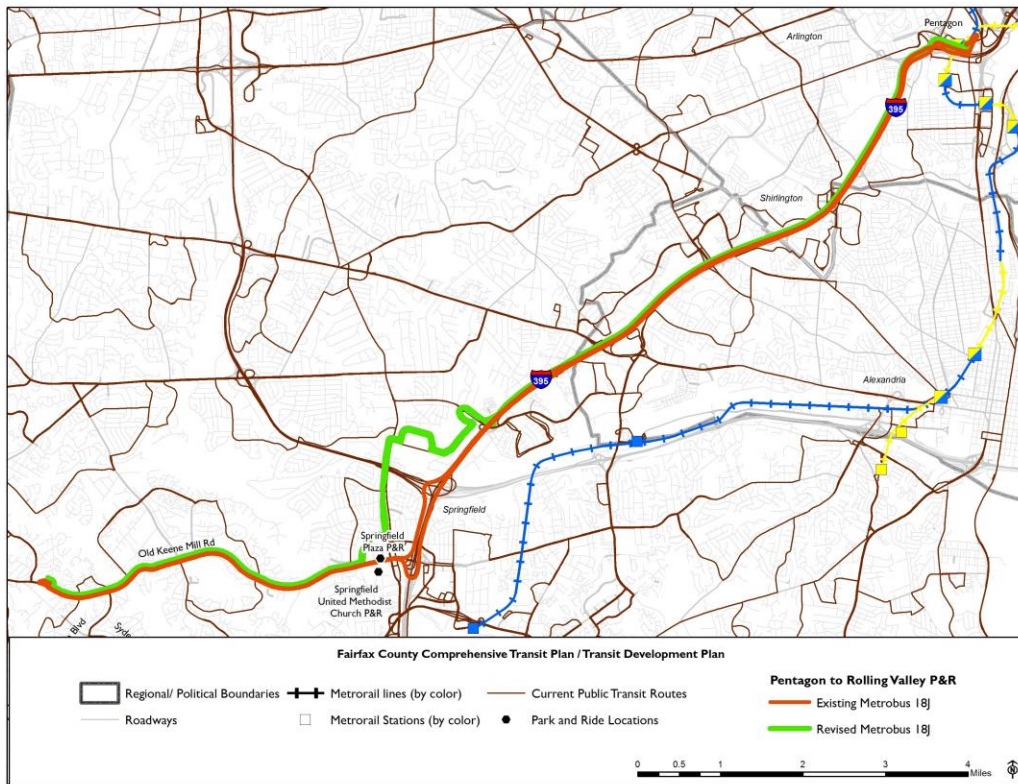 Pentagon
Arlington
395
Shirlington
395
Alexandria
Springfield
Springfield
Plaza P&R
Old Keene Mill Rd
Springfield
United Methodist
Church P&R
Blvd
Fairfax County Comprehensive Transit Plan / Transit Development Plan
Regional/ Political Boundaries
Metrorail lines (by color)
Current Public Transit Routes
Roadways
Metrorail Stations (by color)
Park and Ride Locations
Pentagon to Rolling Valley P&R
Existing Metrobus 18J
Revised Metrobus 18J
0 0.5 1 2 3 4
Miles